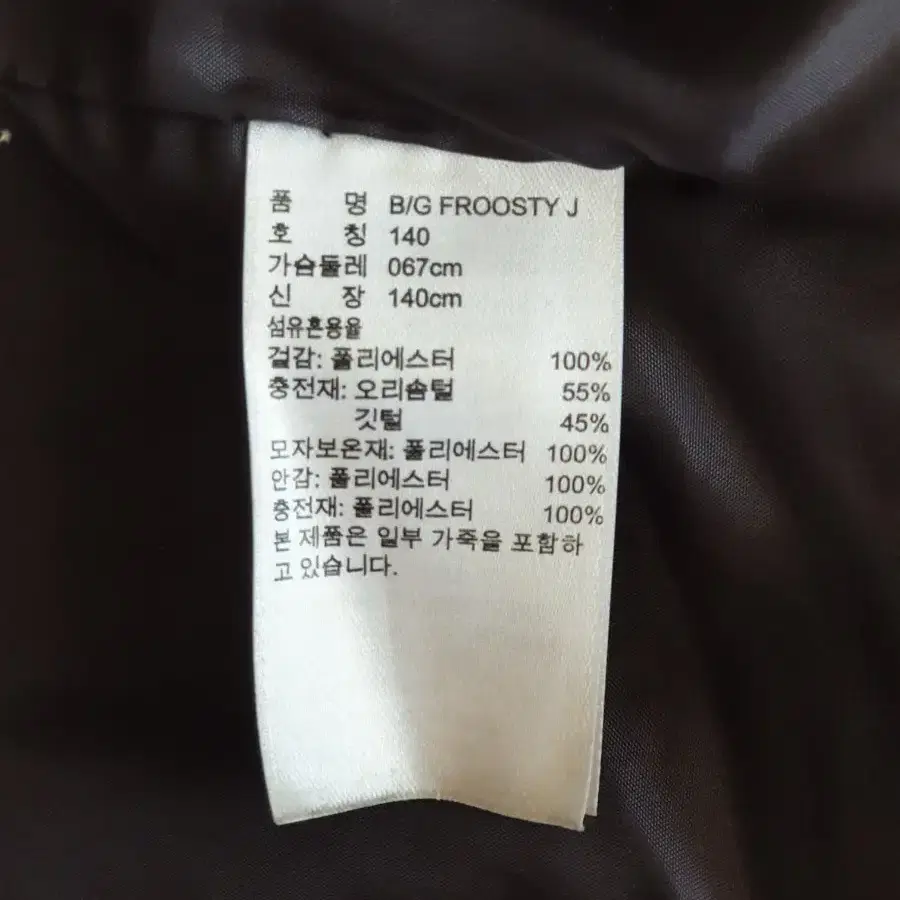 품 명 B/G FROOSTY J
호 칭 140
가슴둘레 067cm
신 장 140cm
섬유혼용율
겉감: 폴리에스터 100%
충전재: 오리솜털 55%
깃털 45%
모자보온재: 폴리에스터 100%
안감: 폴리에스터 100%
충전재: 폴리에스터 100%
본 제품은 일부 가죽을 포함하
고 있습니다.